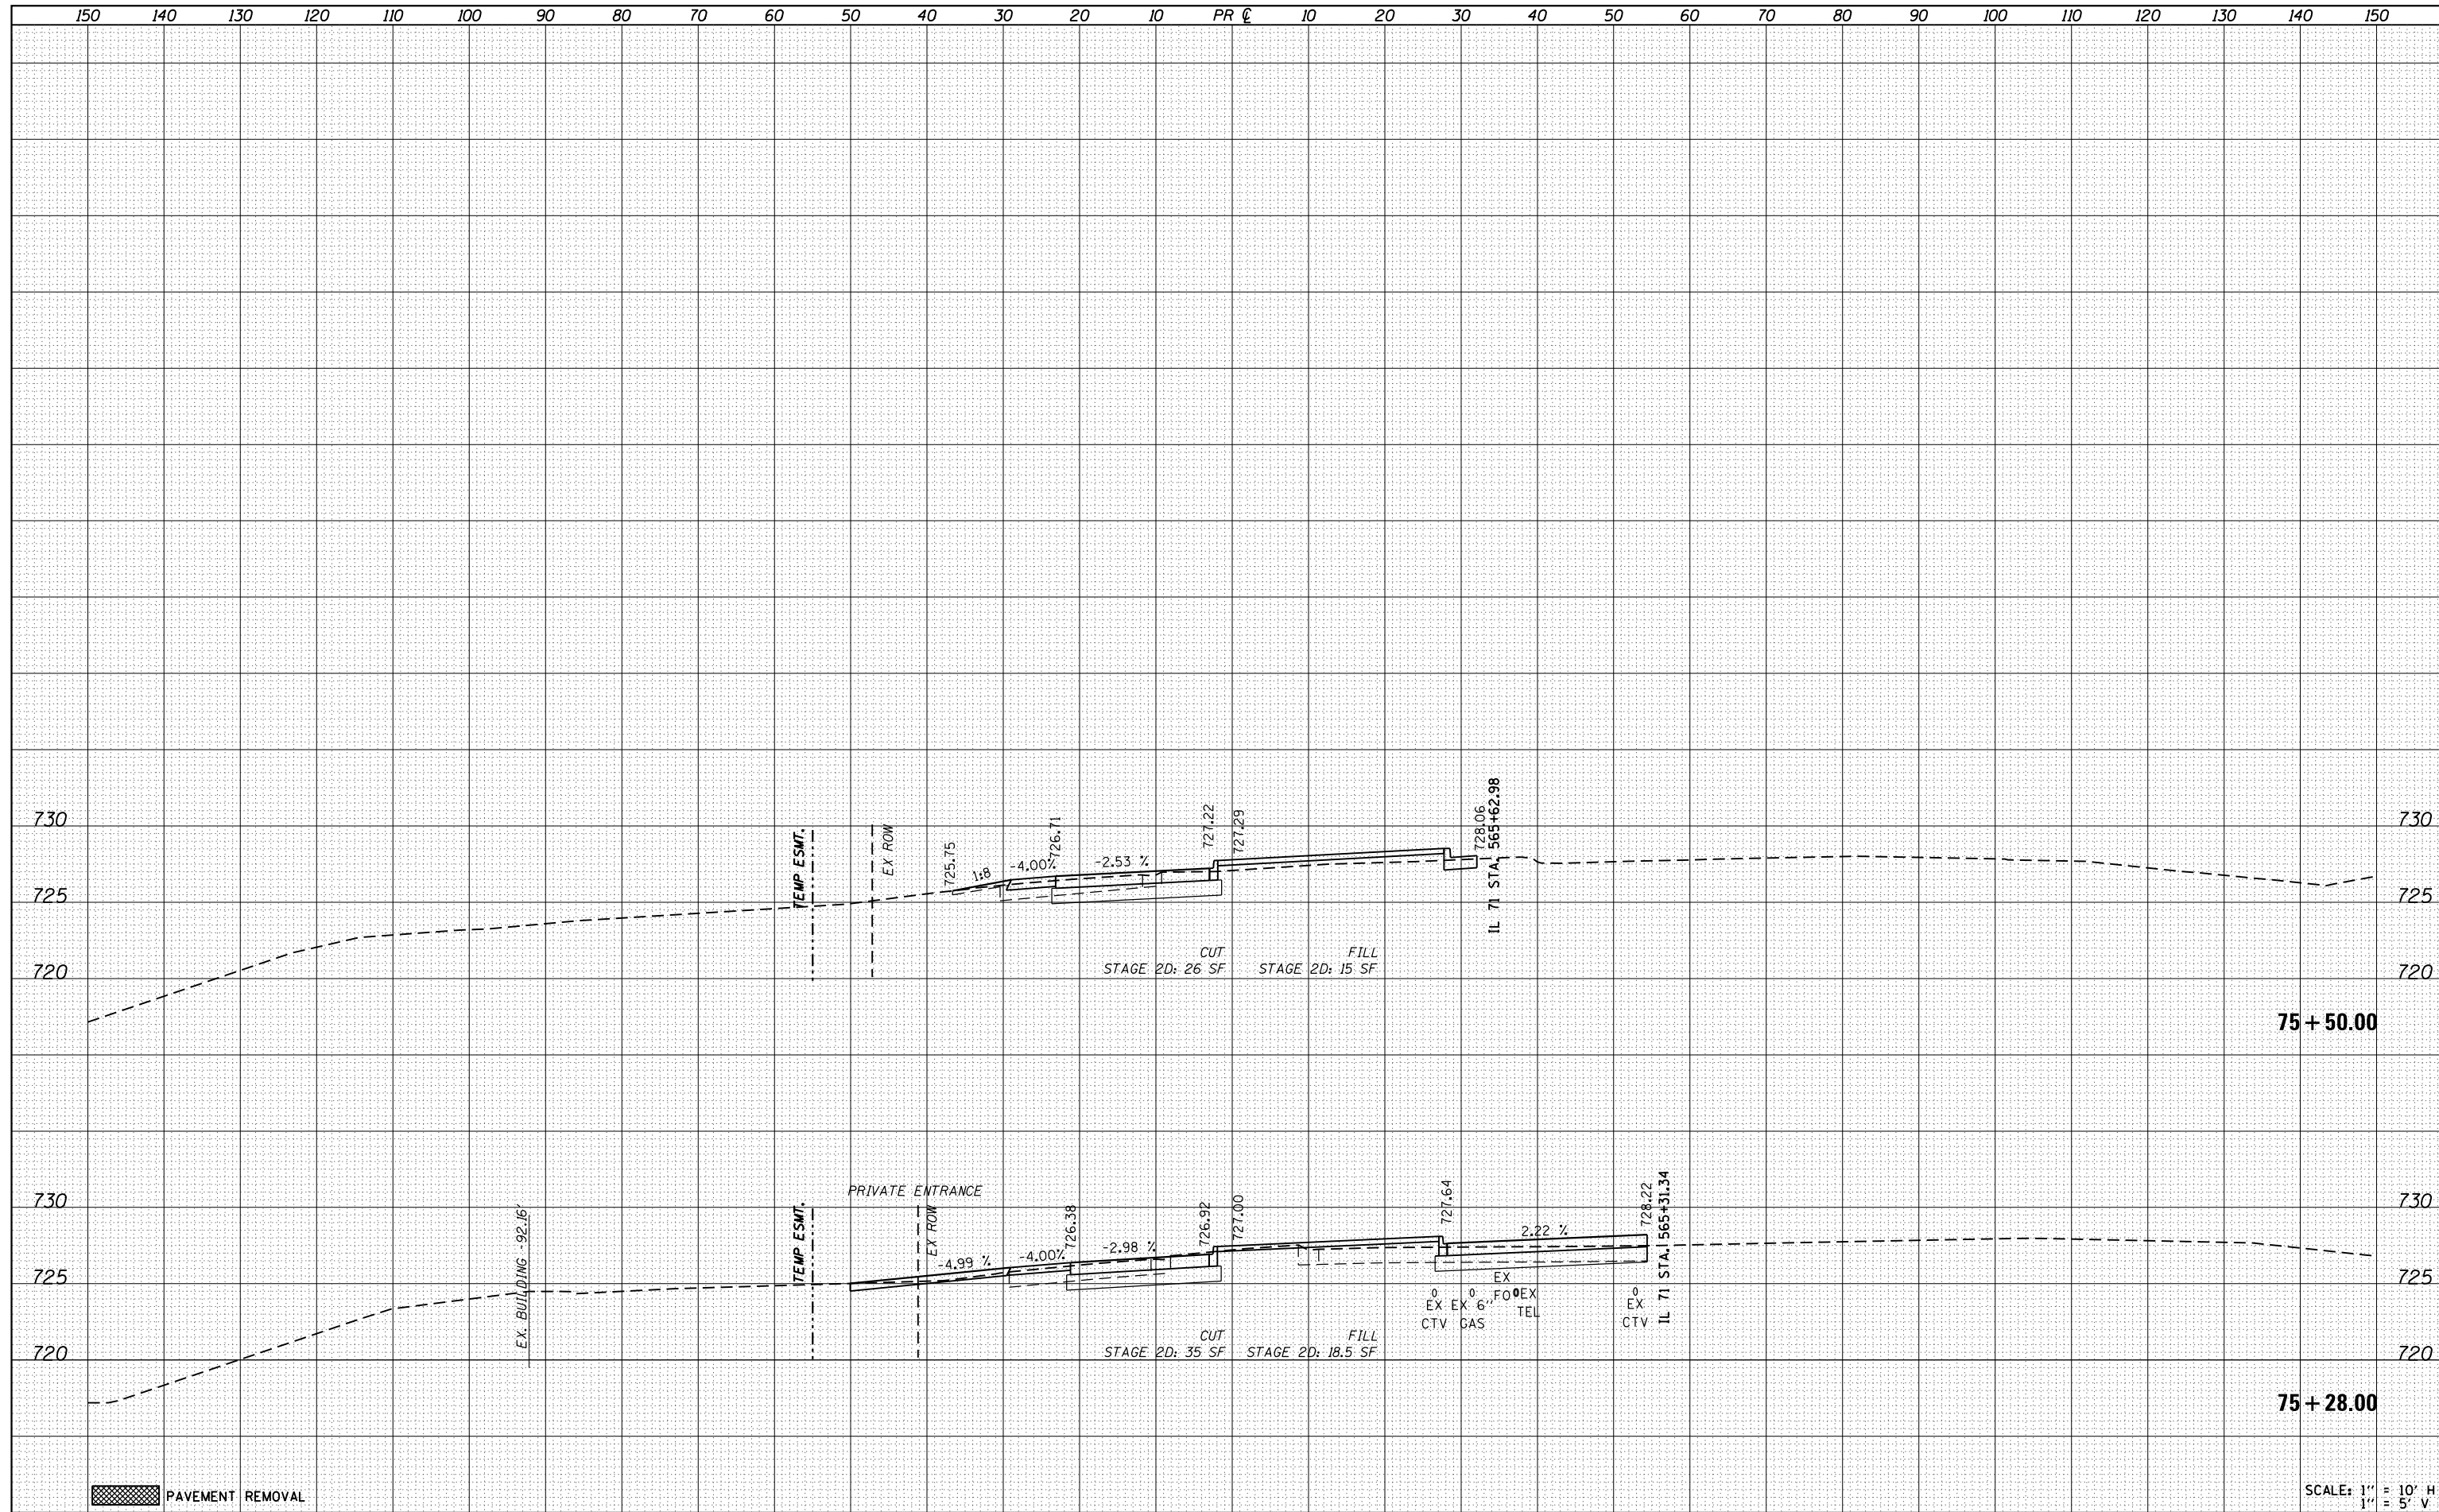 150 140 130 120 110 100 90 80 70 60 50 40 30 20 10 PR ℄ 10 20 30 40 50 60 70 80 90 100 110 120 130 140 150
730
725
720
TEMP ESMT.
EX ROW
725.75
1:8
-4.00%
726.71
-2.53 %
727.22
727.29
728.06
IL 71 STA. 565+62.98
730
725
720
CUT FILL
STAGE 2D: 26 SF STAGE 2D: 15 SF
75+50.00
730
725
720
EX. BUILDING -92.16'
TEMP ESMT.
PRIVATE ENTRANCE
EX ROW
-4.99 %
-4.00%
726.38
-2.98 %
726.92
727.00
727.64
2.22 %
728.22
IL 71 STA. 565+31.34
730
725
720
EX
CTV
EX 6"
GAS
EX
FO
EX
TEL
EX
CTV
CUT FILL
STAGE 2D: 35 SF STAGE 2D: 18.5 SF
75+28.00
PAVEMENT REMOVAL
SCALE: 1" = 10' H
1" = 5' V